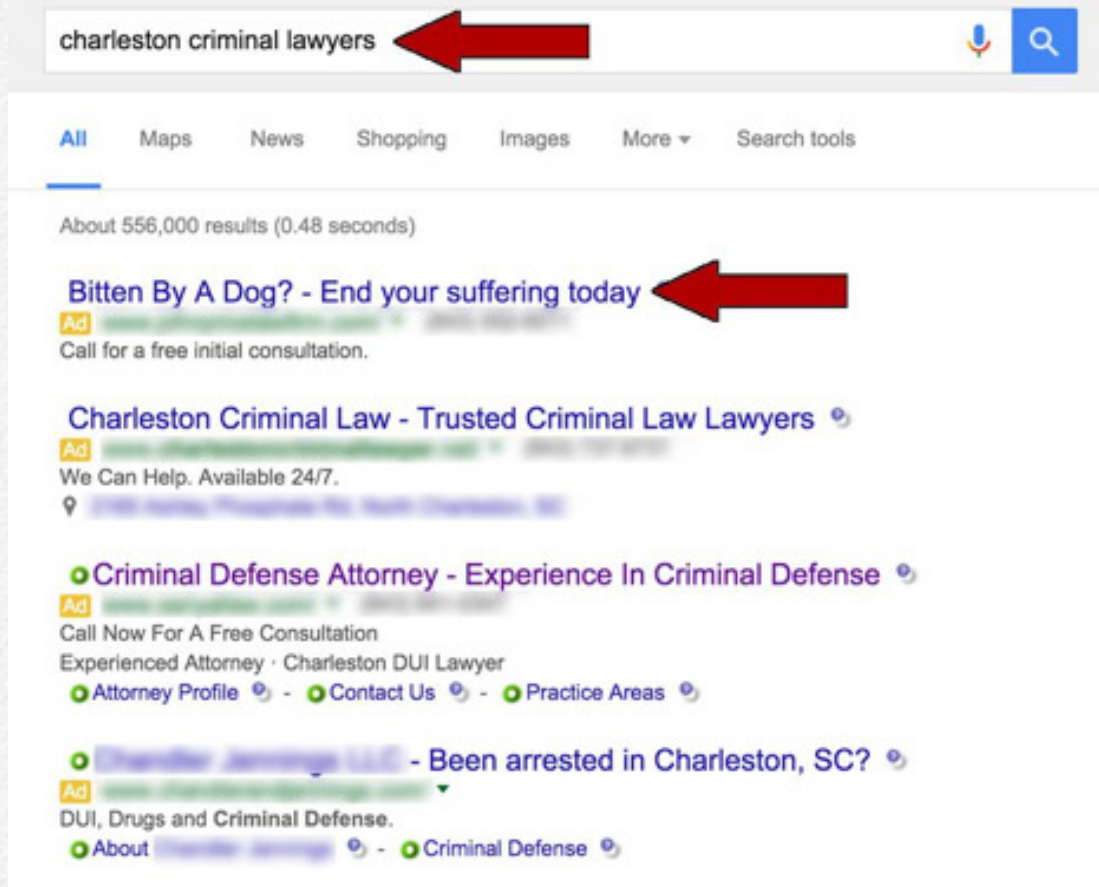 charleston criminal lawyers
All Maps News Shopping Images More Search tools
About 556,000 results (0.48 seconds)
Bitten By A Dog? - End your suffering today
Ad
Call for a free initial consultation.
Charleston Criminal Law - Trusted Criminal Law Lawyers
Ad
We Can Help. Available 24/7.
Criminal Defense Attorney - Experience In Criminal Defense
Ad
Call Now For A Free Consultation
Experienced Attorney · Charleston DUI Lawyer
Attorney Profile - Contact Us - Practice Areas
- Been arrested in Charleston, SC?
Ad
DUI, Drugs and Criminal Defense.
About - Criminal Defense